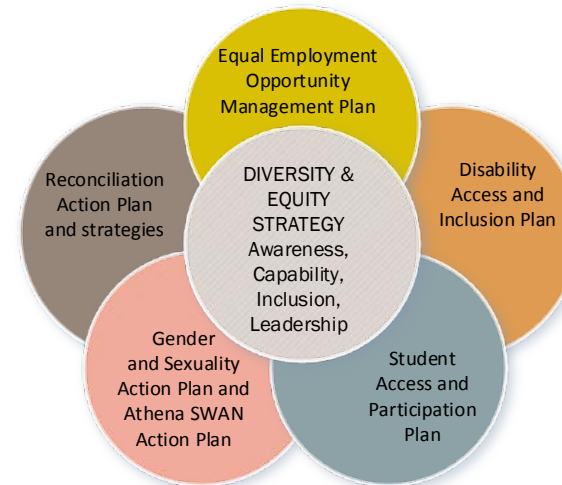 Equal Employment
Opportunity
Management Plan
DIVERSITY &
EQUITY
STRATEGY
Awareness,
Capability,
Inclusion,
Leadership
Disability
Access and
Inclusion Plan
Student
Access and
Participation
Plan
Gender
and Sexuality
Action Plan and
Athena SWAN
Action Plan
Reconciliation
Action Plan
and strategies